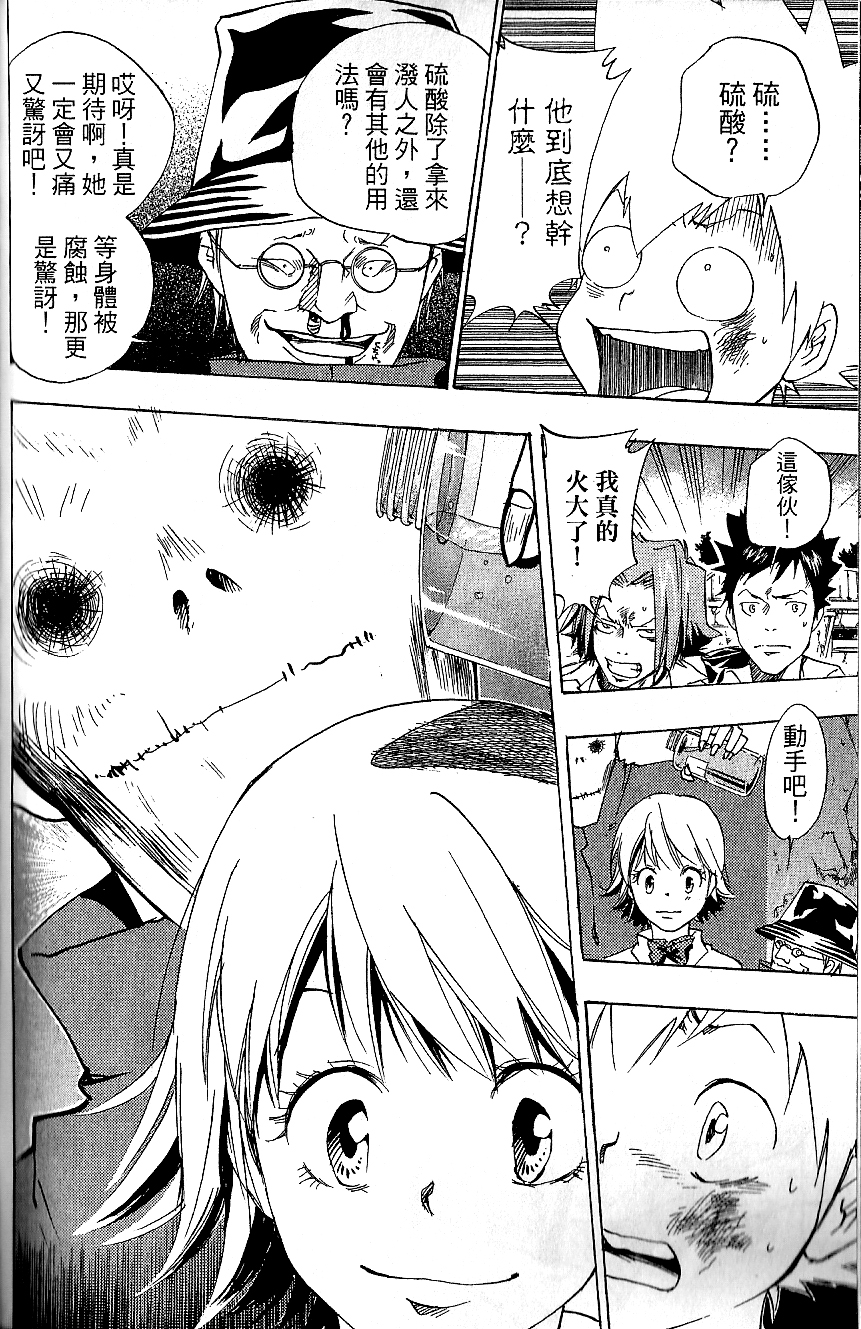 硫……
硫酸？
他到底想幹
什麼——？
硫酸除了拿來
潑人之外，還
會有其他的用
法嗎？
哎呀！真是
期待啊，她
一定會又痛
又驚訝吧！
等身體被
腐蝕，那更
是驚訝！
這傢伙！
我真的
火大了！
動手吧！